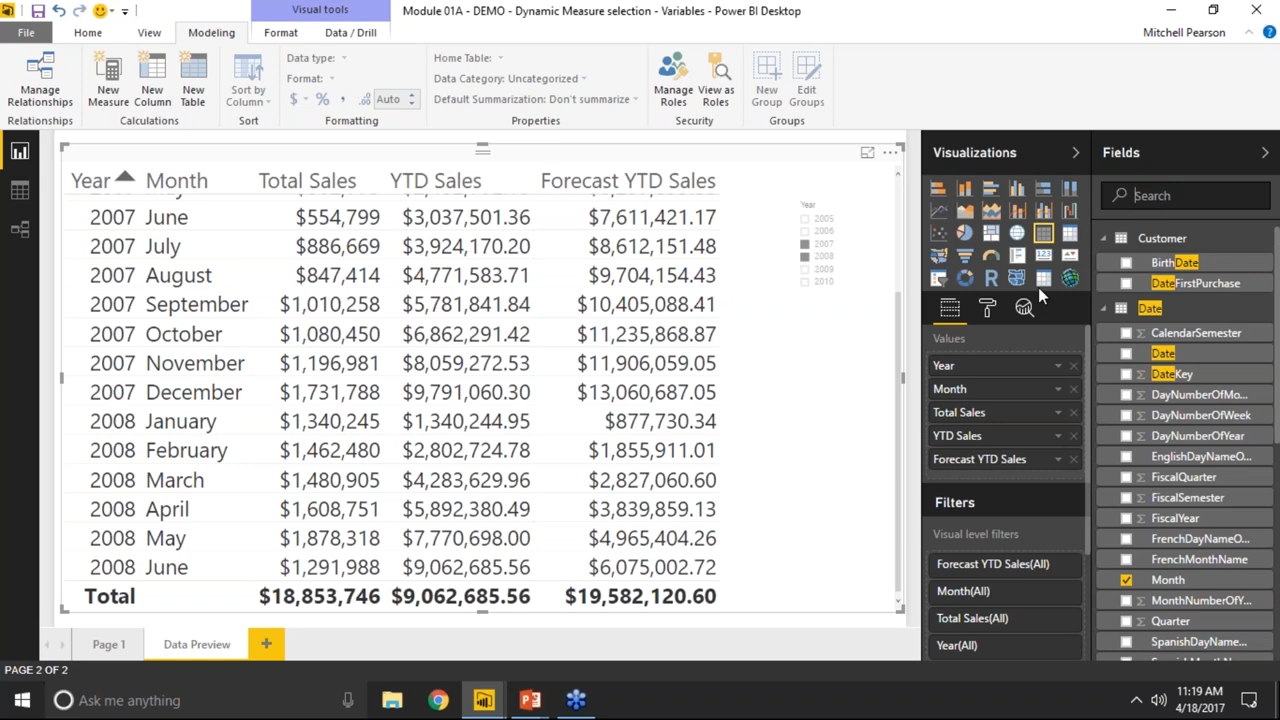 Visual tools
Module 01A - DEMO - Dynamic Measure selection - Variables - Power BI Desktop
File Home View Modeling Format Data / Drill
Mitchell Pearson
Manage Relationships
Relationships
New Measure
New Column
New Table
Calculations
Sort by Column
Sort
Data type:
Format:
$ % , .00 Auto
Formatting
Home Table:
Data Category: Uncategorized
Default Summarization: Don't summarize
Properties
Manage Roles
View as Roles
Security
New Group
Edit Groups
Groups
Year Month Total Sales YTD Sales Forecast YTD Sales
2007 June $554,799 $3,037,501.36 $7,611,421.17
2007 July $886,669 $3,924,170.20 $8,612,151.48
2007 August $847,414 $4,771,583.71 $9,704,154.43
2007 September $1,010,258 $5,781,841.84 $10,405,088.41
2007 October $1,080,450 $6,862,291.42 $11,235,868.87
2007 November $1,196,981 $8,059,272.53 $11,906,059.05
2007 December $1,731,788 $9,791,060.30 $13,060,687.05
2008 January $1,340,245 $1,340,244.95 $877,730.34
2008 February $1,462,480 $2,802,724.78 $1,855,911.01
2008 March $1,480,905 $4,283,629.96 $2,827,060.60
2008 April $1,608,751 $5,892,380.49 $3,839,859.13
2008 May $1,878,318 $7,770,698.00 $4,965,404.26
2008 June $1,291,988 $9,062,685.56 $6,075,002.72
Total $18,853,746 $9,062,685.56 $19,582,120.60
Year
2005
2006
2007
2008
2009
2010
Visualizations
R
123
Values
Year
Month
Total Sales
YTD Sales
Forecast YTD Sales
Filters
Visual level filters
Forecast YTD Sales(All)
Month(All)
Total Sales(All)
Year(All)
Fields
Search
Customer
BirthDate
DateFirstPurchase
Date
CalendarSemester
Date
DateKey
DayNumberOfMo...
DayNumberOfWeek
DayNumberOfYear
EnglishDayNameO...
FiscalQuarter
FiscalSemester
FiscalYear
FrenchDayNameO...
FrenchMonthName
Month
MonthNumberOfY...
Quarter
SpanishDayName...
Page 1
Data Preview
PAGE 2 OF 2
Ask me anything
11:19 AM
4/18/2017